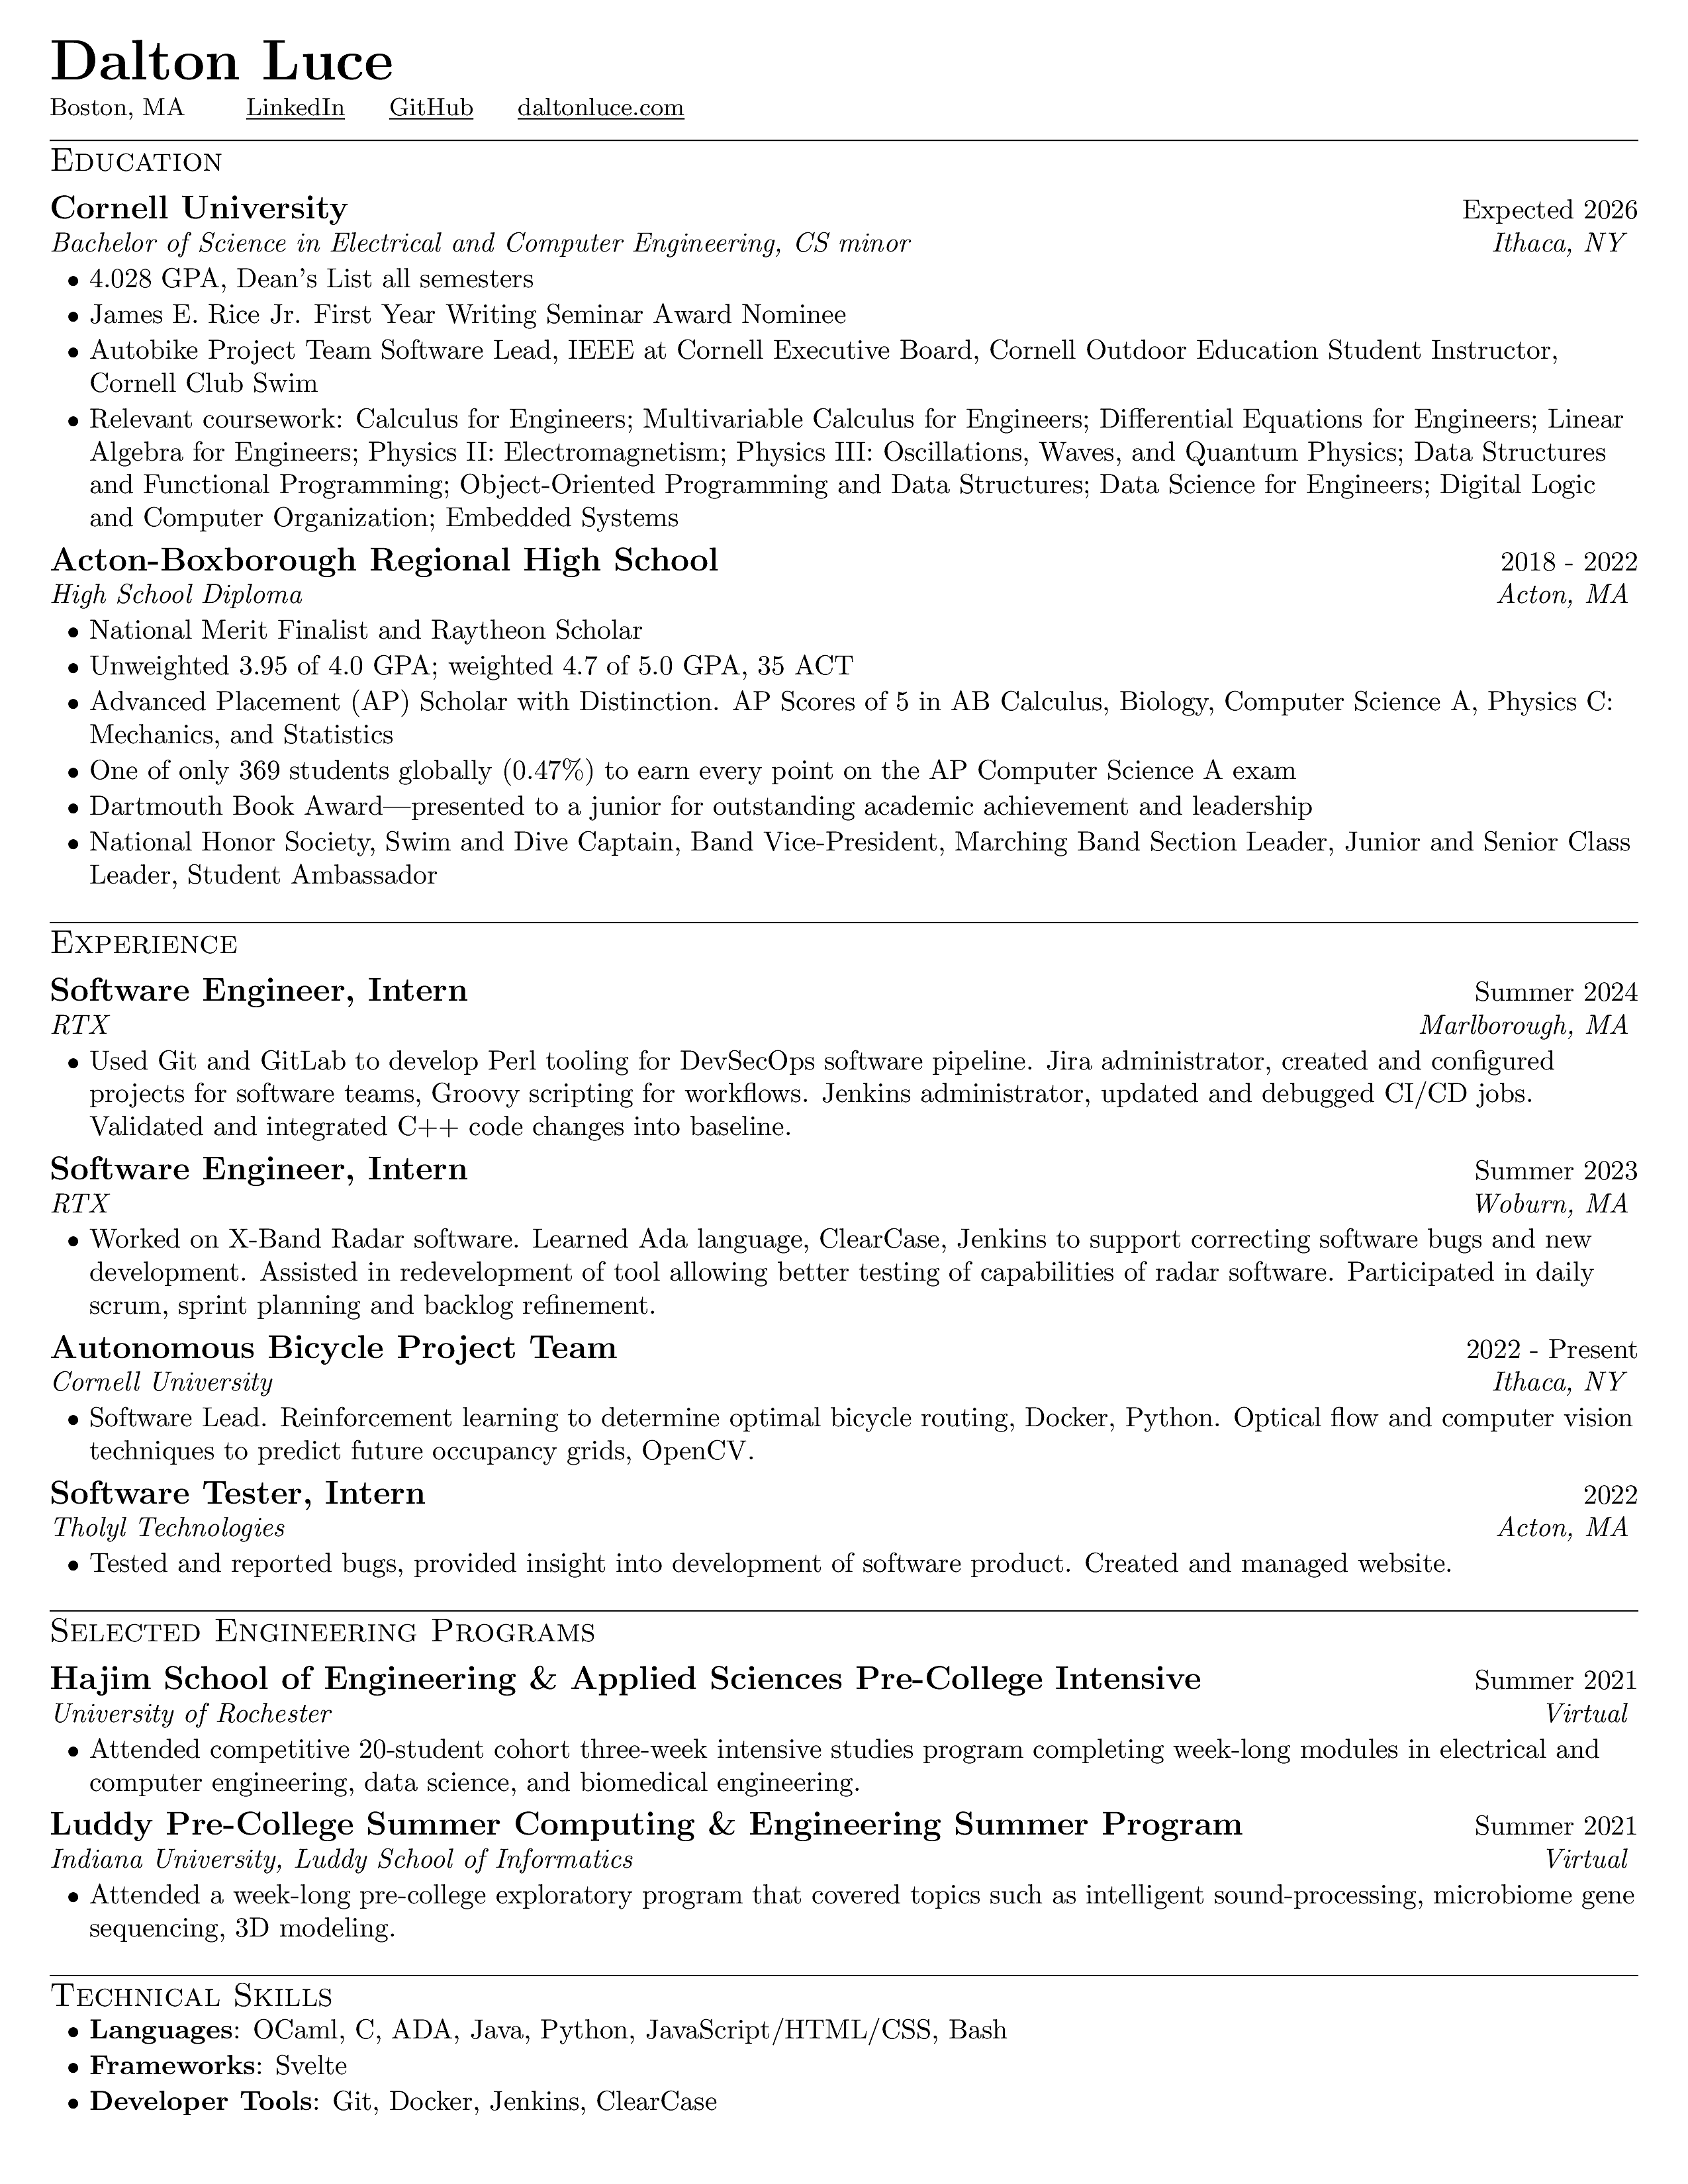 Dalton Luce
Boston, MA LinkedIn GitHub daltonluce.com
Education
Cornell University Expected 2026
Bachelor of Science in Electrical and Computer Engineering, CS minor Ithaca, NY
• 4.028 GPA, Dean's List all semesters
• James E. Rice Jr. First Year Writing Seminar Award Nominee
• Autobike Project Team Software Lead, IEEE at Cornell Executive Board, Cornell Outdoor Education Student Instructor,
Cornell Club Swim
• Relevant coursework: Calculus for Engineers; Multivariable Calculus for Engineers; Differential Equations for Engineers; Linear
Algebra for Engineers; Physics II: Electromagnetism; Physics III: Oscillations, Waves, and Quantum Physics; Data Structures
and Functional Programming; Object-Oriented Programming and Data Structures; Data Science for Engineers; Digital Logic
and Computer Organization; Embedded Systems
Acton-Boxborough Regional High School 2018 - 2022
High School Diploma Acton, MA
• National Merit Finalist and Raytheon Scholar
• Unweighted 3.95 of 4.0 GPA; weighted 4.7 of 5.0 GPA, 35 ACT
• Advanced Placement (AP) Scholar with Distinction. AP Scores of 5 in AB Calculus, Biology, Computer Science A, Physics C:
Mechanics, and Statistics
• One of only 369 students globally (0.47%) to earn every point on the AP Computer Science A exam
• Dartmouth Book Award—presented to a junior for outstanding academic achievement and leadership
• National Honor Society, Swim and Dive Captain, Band Vice-President, Marching Band Section Leader, Junior and Senior Class
Leader, Student Ambassador
Experience
Software Engineer, Intern Summer 2024
RTX Marlborough, MA
• Used Git and GitLab to develop Perl tooling for DevSecOps software pipeline. Jira administrator, created and configured
projects for software teams, Groovy scripting for workflows. Jenkins administrator, updated and debugged CI/CD jobs.
Validated and integrated C++ code changes into baseline.
Software Engineer, Intern Summer 2023
RTX Woburn, MA
• Worked on X-Band Radar software. Learned Ada language, ClearCase, Jenkins to support correcting software bugs and new
development. Assisted in redevelopment of tool allowing better testing of capabilities of radar software. Participated in daily
scrum, sprint planning and backlog refinement.
Autonomous Bicycle Project Team 2022 - Present
Cornell University Ithaca, NY
• Software Lead. Reinforcement learning to determine optimal bicycle routing, Docker, Python. Optical flow and computer vision
techniques to predict future occupancy grids, OpenCV.
Software Tester, Intern 2022
Tholyl Technologies Acton, MA
• Tested and reported bugs, provided insight into development of software product. Created and managed website.
Selected Engineering Programs
Hajim School of Engineering & Applied Sciences Pre-College Intensive Summer 2021
University of Rochester Virtual
• Attended competitive 20-student cohort three-week intensive studies program completing week-long modules in electrical and
computer engineering, data science, and biomedical engineering.
Luddy Pre-College Summer Computing & Engineering Summer Program Summer 2021
Indiana University, Luddy School of Informatics Virtual
• Attended a week-long pre-college exploratory program that covered topics such as intelligent sound-processing, microbiome gene
sequencing, 3D modeling.
Technical Skills
• Languages: OCaml, C, ADA, Java, Python, JavaScript/HTML/CSS, Bash
• Frameworks: Svelte
• Developer Tools: Git, Docker, Jenkins, ClearCase